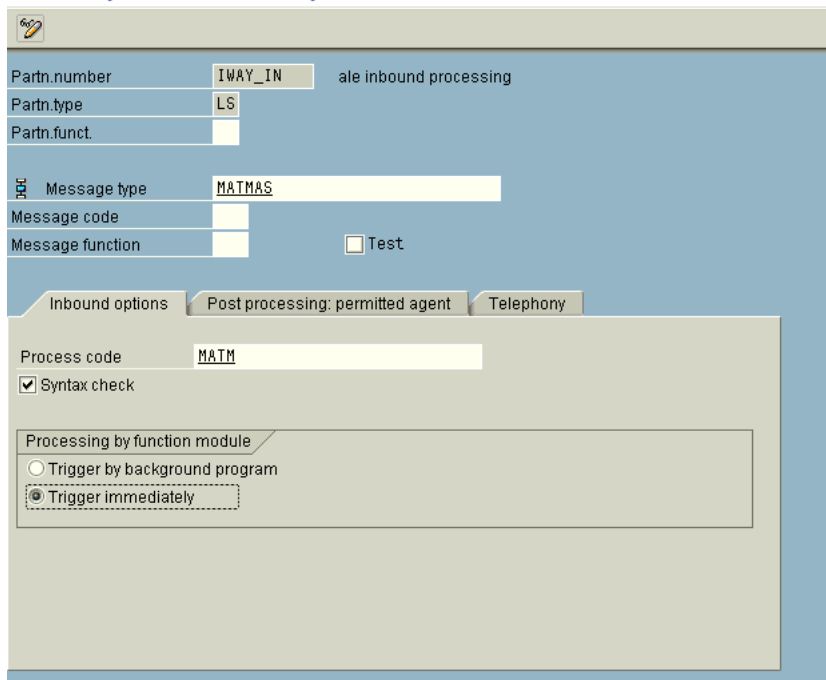 Partn.number IWAY_IN ale inbound processing
Partn.type LS
Partn.funct.
Message type MATMAS
Message code
Message function Test
Inbound options Post processing: permitted agent Telephony
Process code MATM
Syntax check
Processing by function module
Trigger by background program
Trigger immediately